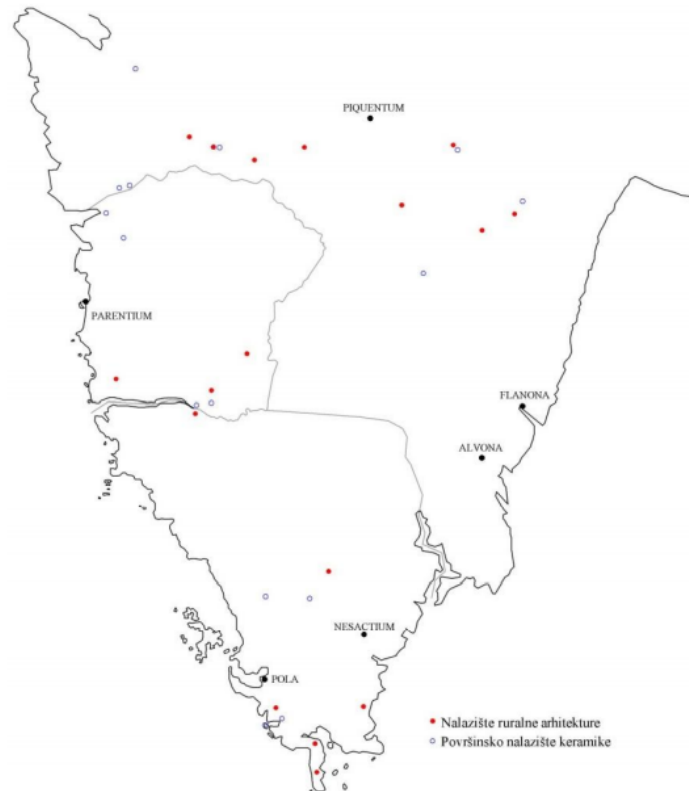 PIQUENTUM
PARENTIUM
FLANONA
ALVONA
NESACTIUM
POLA
Nalazište ruralne arhitekture
Površinsko nalazište keramike